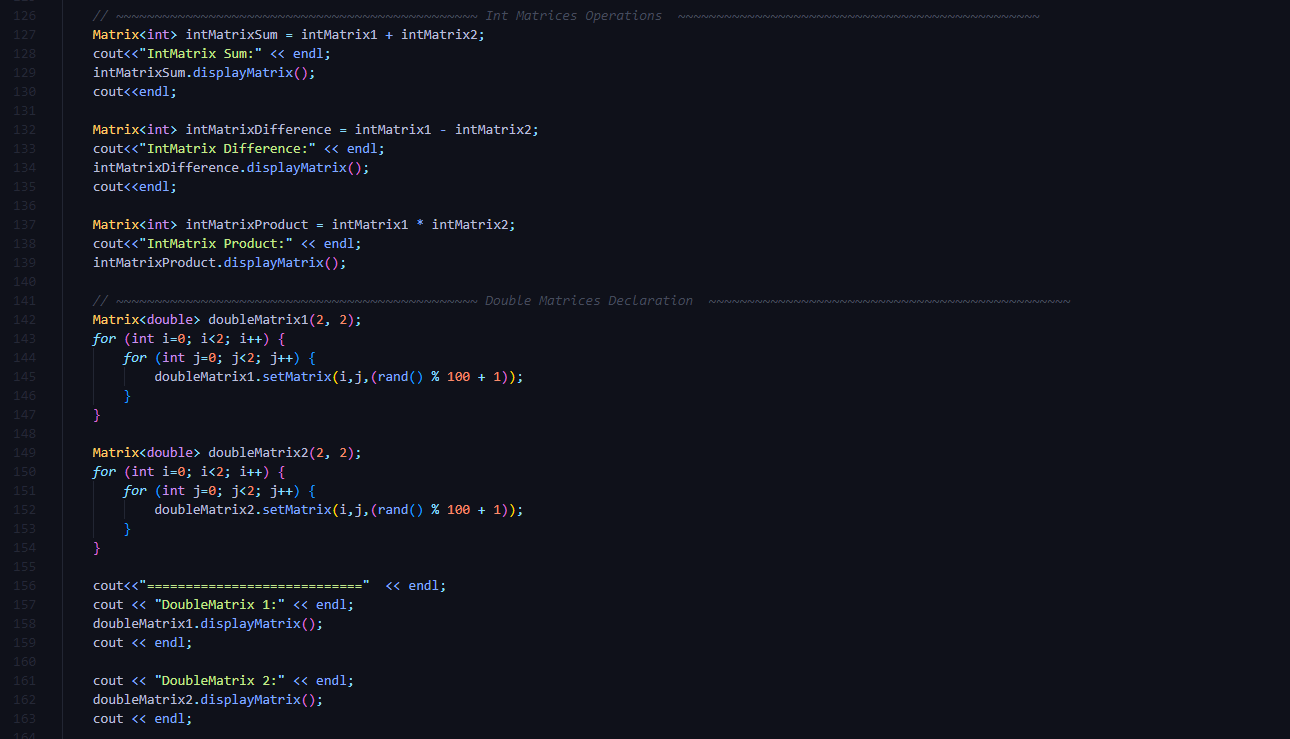 126 // ~~~~~~~~~~~~~~~~~~~~~~~~~~~~~~~~~~~~~~~~~~~~~~~ Int Matrices Operations ~~~~~~~~~~~~~~~~~~~~~~~~~~~~~~~~~~~~~~~~~~~~~~~
127 Matrix<int> intMatrixSum = intMatrix1 + intMatrix2;
128 cout<<"IntMatrix Sum:" << endl;
129 intMatrixSum.displayMatrix();
130 cout<<endl;
131
132 Matrix<int> intMatrixDifference = intMatrix1 - intMatrix2;
133 cout<<"IntMatrix Difference:" << endl;
134 intMatrixDifference.displayMatrix();
135 cout<<endl;
136
137 Matrix<int> intMatrixProduct = intMatrix1 * intMatrix2;
138 cout<<"IntMatrix Product:" << endl;
139 intMatrixProduct.displayMatrix();
140
141 // ~~~~~~~~~~~~~~~~~~~~~~~~~~~~~~~~~~~~~~~~~~~~~~~ Double Matrices Declaration ~~~~~~~~~~~~~~~~~~~~~~~~~~~~~~~~~~~~~~~~~~~~~~~
142 Matrix<double> doubleMatrix1(2, 2);
143 for (int i=0; i<2; i++) {
144 for (int j=0; j<2; j++) {
145 doubleMatrix1.setMatrix(i,j,(rand() % 100 + 1));
146 }
147 }
148
149 Matrix<double> doubleMatrix2(2, 2);
150 for (int i=0; i<2; i++) {
151 for (int j=0; j<2; j++) {
152 doubleMatrix2.setMatrix(i,j,(rand() % 100 + 1));
153 }
154 }
155
156 cout<<"============================" << endl;
157 cout << "DoubleMatrix 1:" << endl;
158 doubleMatrix1.displayMatrix();
159 cout << endl;
160
161 cout << "DoubleMatrix 2:" << endl;
162 doubleMatrix2.displayMatrix();
163 cout << endl;
164